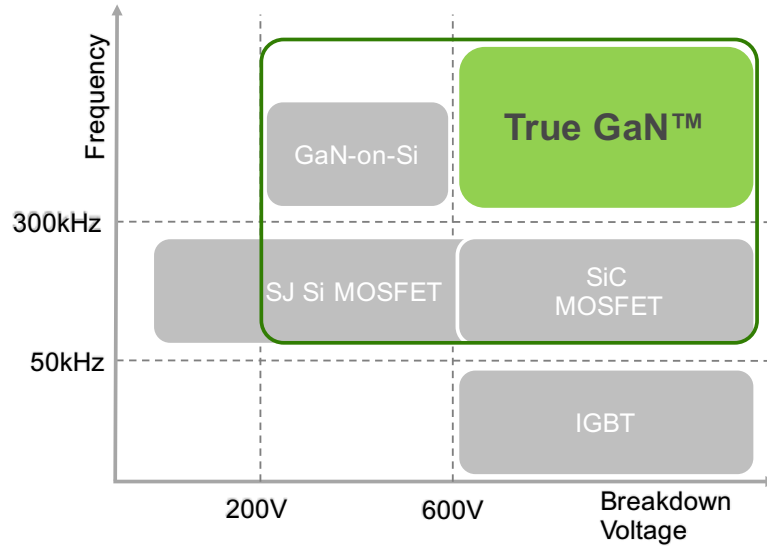 Frequency
True GaN™
GaN-on-Si
300kHz
SJ Si MOSFET
SiC
MOSFET
50kHz
IGBT
200V
600V
Breakdown
Voltage